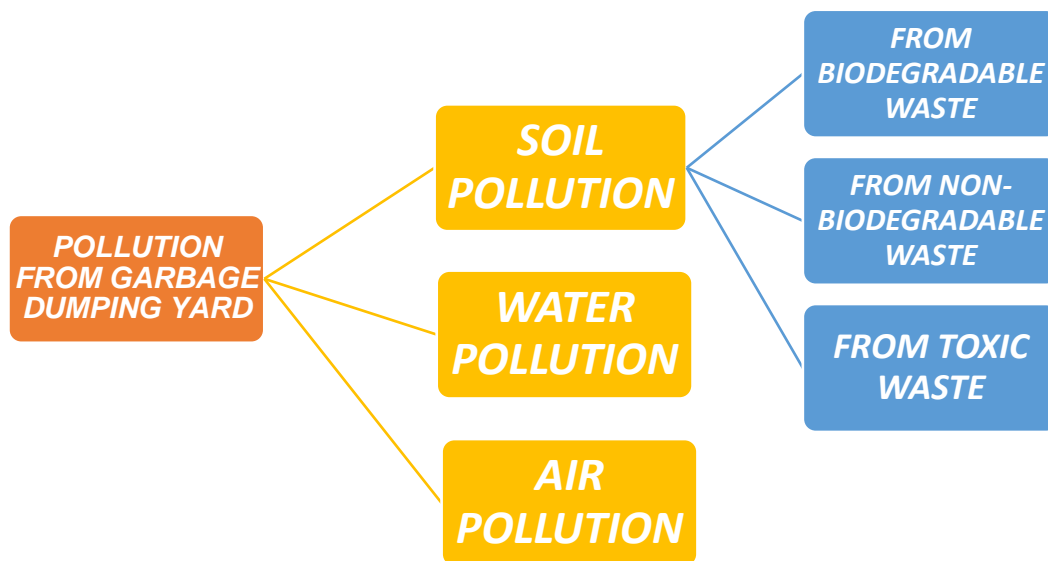 POLLUTION
FROM GARBAGE
DUMPING YARD
SOIL
POLLUTION
WATER
POLLUTION
AIR
POLLUTION
FROM
BIODEGRADABLE
WASTE
FROM NON-
BIODEGRADABLE
WASTE
FROM TOXIC
WASTE